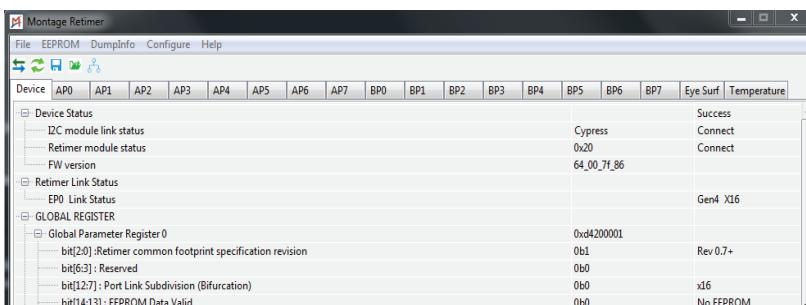 Montage Retimer
File EEPROM DumpInfo Configure Help
Device AP0 AP1 AP2 AP3 AP4 AP5 AP6 AP7 BP0 BP1 BP2 BP3 BP4 BP5 BP6 BP7 Eye Surf Temperature
Device Status Success
I2C module link status Cypress Connect
Retimer module status 0x20 Connect
FW version 64_00_7f_86
Retimer Link Status
EP0 Link Status Gen4 X16
GLOBAL REGISTER
Global Parameter Register 0 0xd4200001
bit[2:0] :Retimer common footprint specification revision 0b1 Rev 0.7+
bit[6:3] : Reserved 0b0
bit[12:7] : Port Link Subdivision (Bifurcation) 0b0 x16
bit[14:13] : EEPROM Data Valid 0b0 No EEPROM